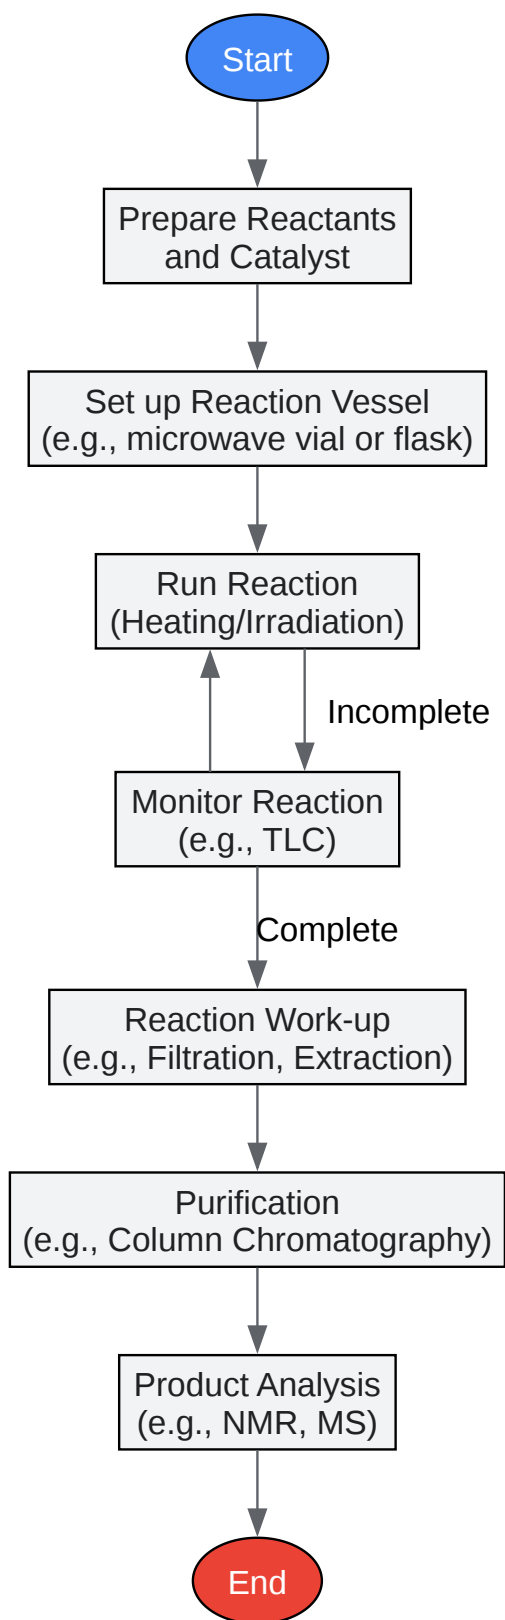 Start
Prepare Reactants
and Catalyst
Set up Reaction Vessel
(e.g., microwave vial or flask)
Run Reaction
(Heating/Irradiation)
Incomplete
Monitor Reaction
(e.g., TLC)
Complete
Reaction Work-up
(e.g., Filtration, Extraction)
Purification
(e.g., Column Chromatography)
Product Analysis
(e.g., NMR, MS)
End